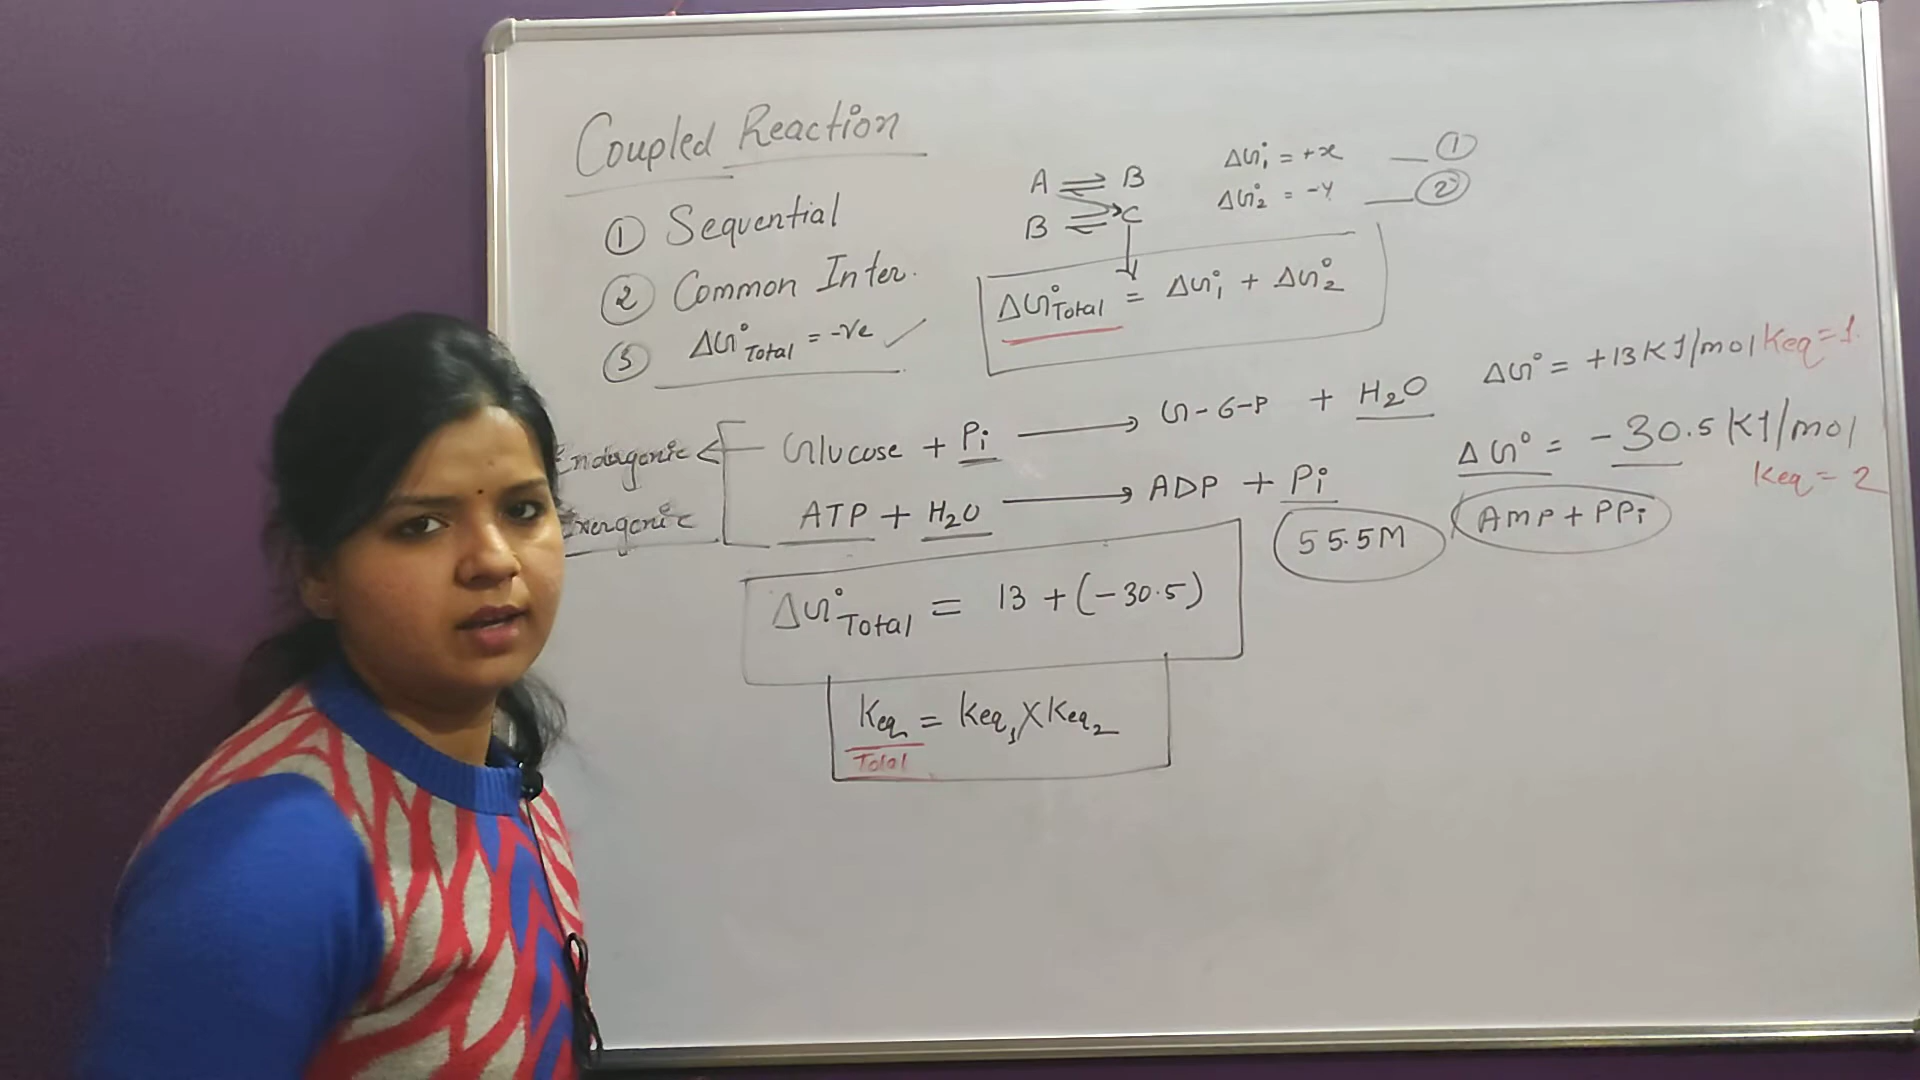 Coupled Reaction
① Sequential
② Common Inter.
③ ΔG°Total = -ve ✓
A ⇌ B ΔG°1 = +x — ①
B ⇌ C ΔG°2 = -y — ②
ΔG°Total = ΔG°1 + ΔG°2
Endergonic Glucose + Pi → G-6-P + H2O ΔG° = +13 KJ/mol Keq = 1
Exergonic ATP + H2O → ADP + Pi ΔG° = -30.5 KJ/mol
Keq = 2
55.5M AMP + PPi
ΔG°Total = 13 + (-30.5)
Keq Total = Keq1 X Keq2